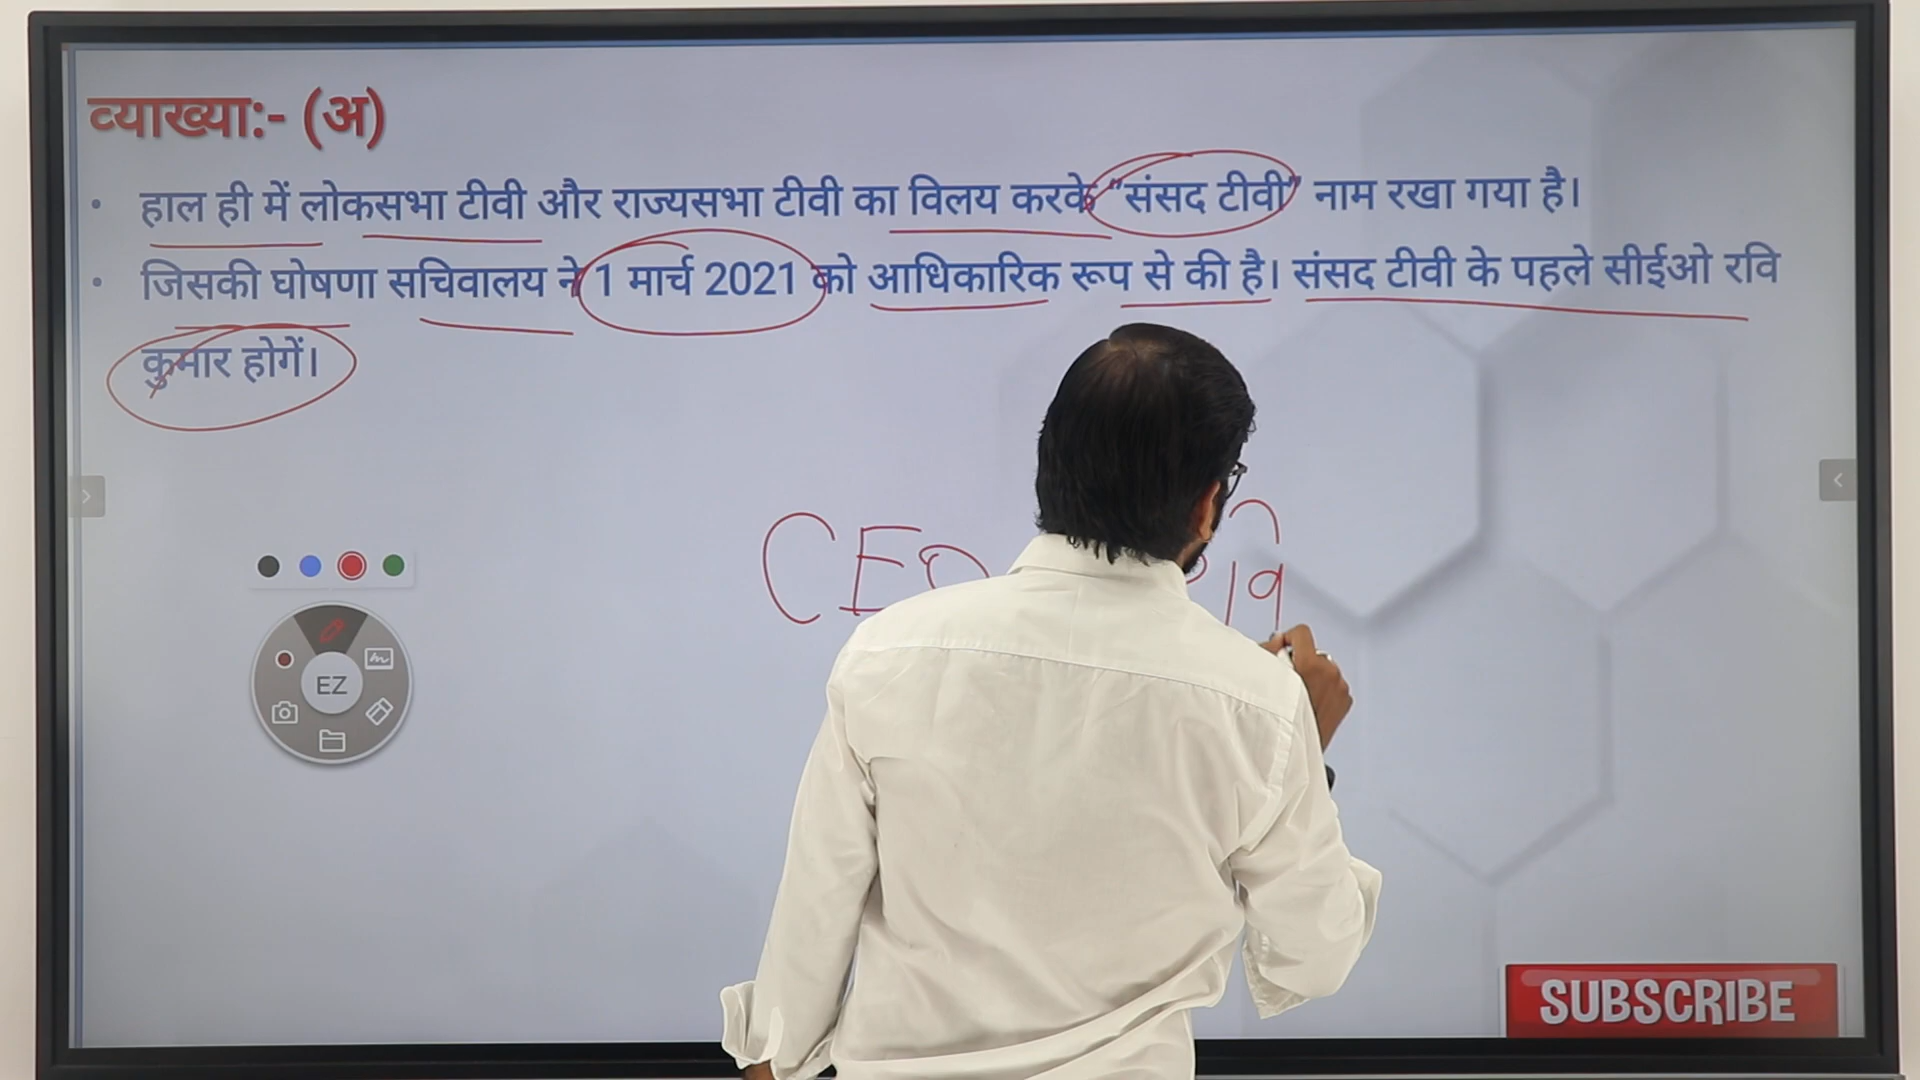 व्याख्या:- (अ)
• हाल ही में लोकसभा टीवी और राज्यसभा टीवी का विलय करके “संसद टीवी” नाम रखा गया है।
• जिसकी घोषणा सचिवालय ने 1 मार्च 2021 को आधिकारिक रूप से की है। संसद टीवी के पहले सीईओ रवि
कुमार होगें।
CEO
EZ
SUBSCRIBE